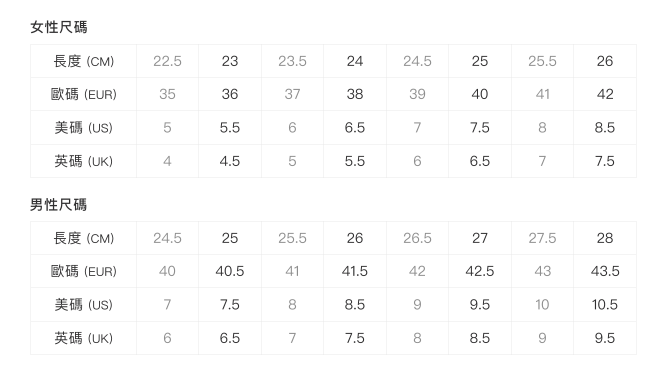 女性尺碼
長度 (CM) 22.5 23 23.5 24 24.5 25 25.5 26
歐碼 (EUR) 35 36 37 38 39 40 41 42
美碼 (US) 5 5.5 6 6.5 7 7.5 8 8.5
英碼 (UK) 4 4.5 5 5.5 6 6.5 7 7.5
男性尺碼
長度 (CM) 24.5 25 25.5 26 26.5 27 27.5 28
歐碼 (EUR) 40 40.5 41 41.5 42 42.5 43 43.5
美碼 (US) 7 7.5 8 8.5 9 9.5 10 10.5
英碼 (UK) 6 6.5 7 7.5 8 8.5 9 9.5